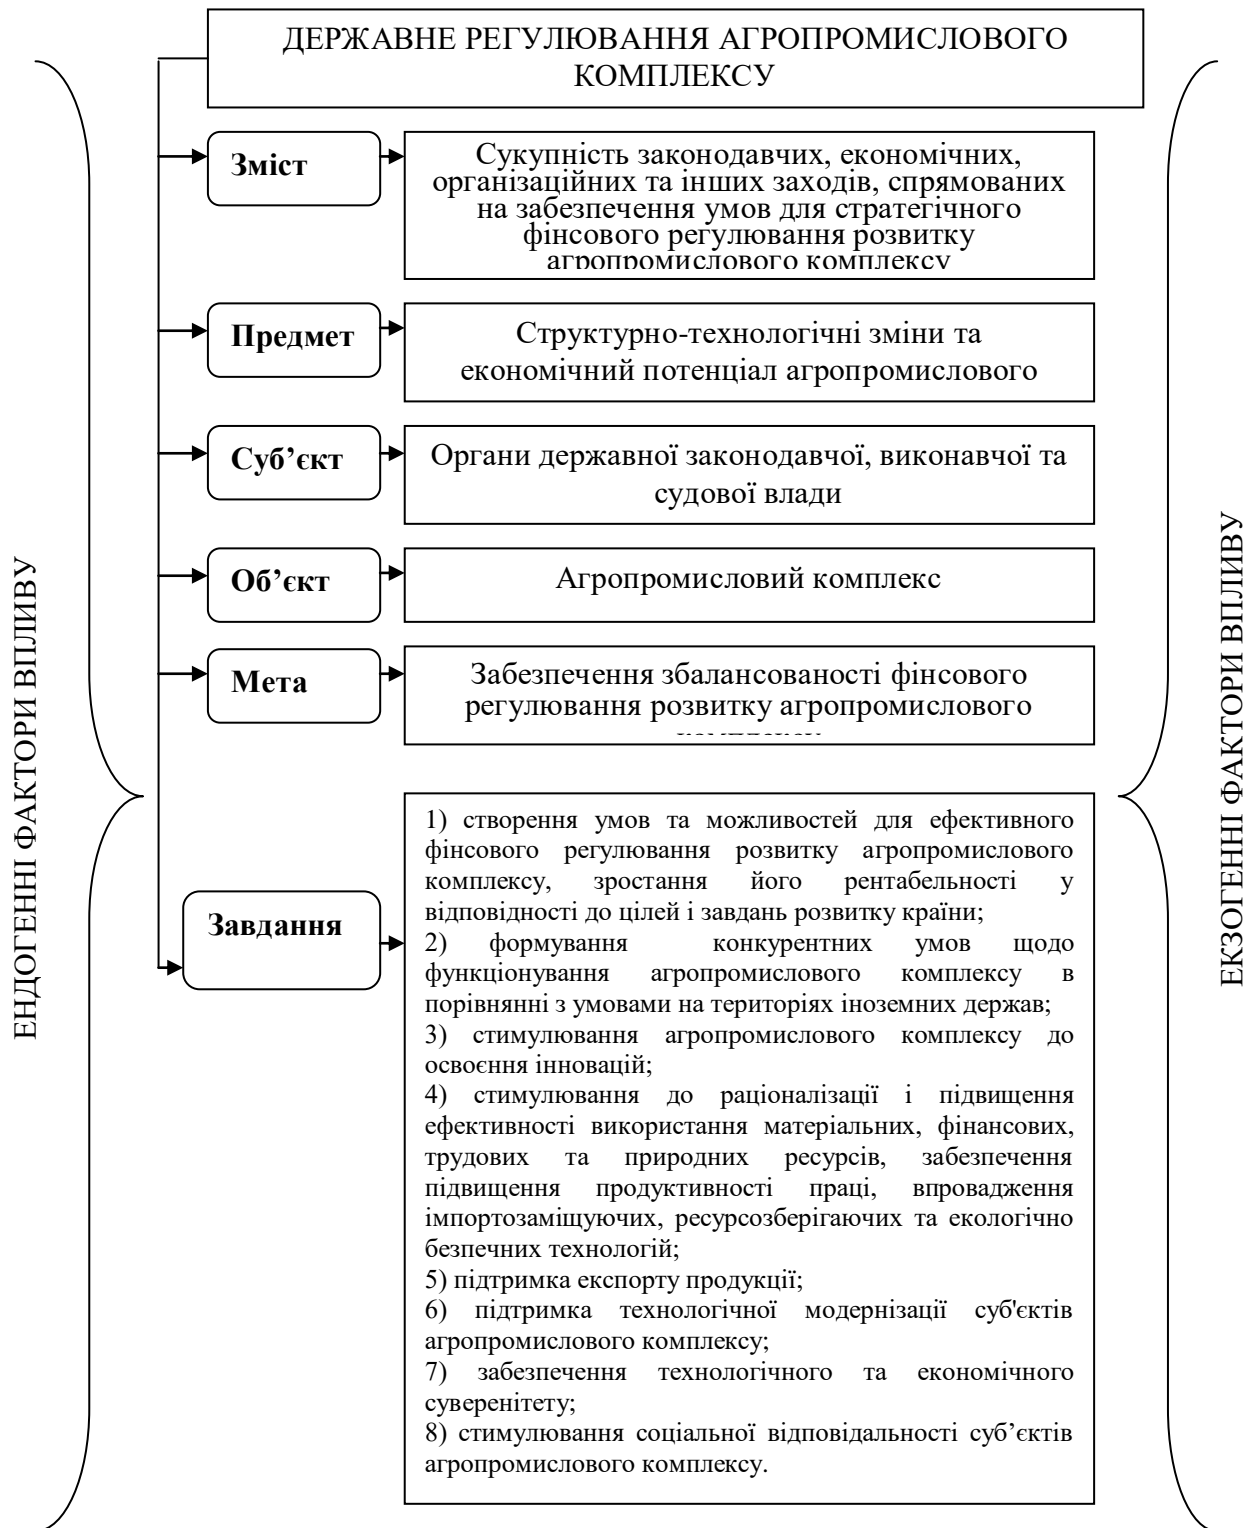 ДЕРЖАВНЕ РЕГУЛЮВАННЯ АГРОПРОМИСЛОВОГО
КОМПЛЕКСУ
Зміст
Сукупність законодавчих, економічних,
організаційних та інших заходів, спрямованих
на забезпечення умов для стратегічного
фінсового регулювання розвитку
агропромислового комплексу
Предмет
Структурно-технологічні зміни та
економічний потенціал агропромислового
Суб’єкт
Органи державної законодавчої, виконавчої та
судової влади
Об’єкт
Агропромисловий комплекс
Мета
Забезпечення збалансованості фінсового
регулювання розвитку агропромислового
Завдання
1) створення умов та можливостей для ефективного
фінсового регулювання розвитку агропромислового
комплексу, зростання його рентабельності у
відповідності до цілей і завдань розвитку країни;
2) формування конкурентних умов щодо
функціонування агропромислового комплексу в
порівнянні з умовами на територіях іноземних держав;
3) стимулювання агропромислового комплексу до
освоєння інновацій;
4) стимулювання до раціоналізації і підвищення
ефективності використання матеріальних, фінансових,
трудових та природних ресурсів, забезпечення
підвищення продуктивності праці, впровадження
імпортозаміщуючих, ресурсозберігаючих та екологічно
безпечних технологій;
5) підтримка експорту продукції;
6) підтримка технологічної модернізації суб'єктів
агропромислового комплексу;
7) забезпечення технологічного та економічного
суверенітету;
8) стимулювання соціальної відповідальності суб’єктів
агропромислового комплексу.
ЕНДОГЕННІ ФАКТОРИ ВПЛИВУ
ЕКЗОГЕННІ ФАКТОРИ ВПЛИВУ